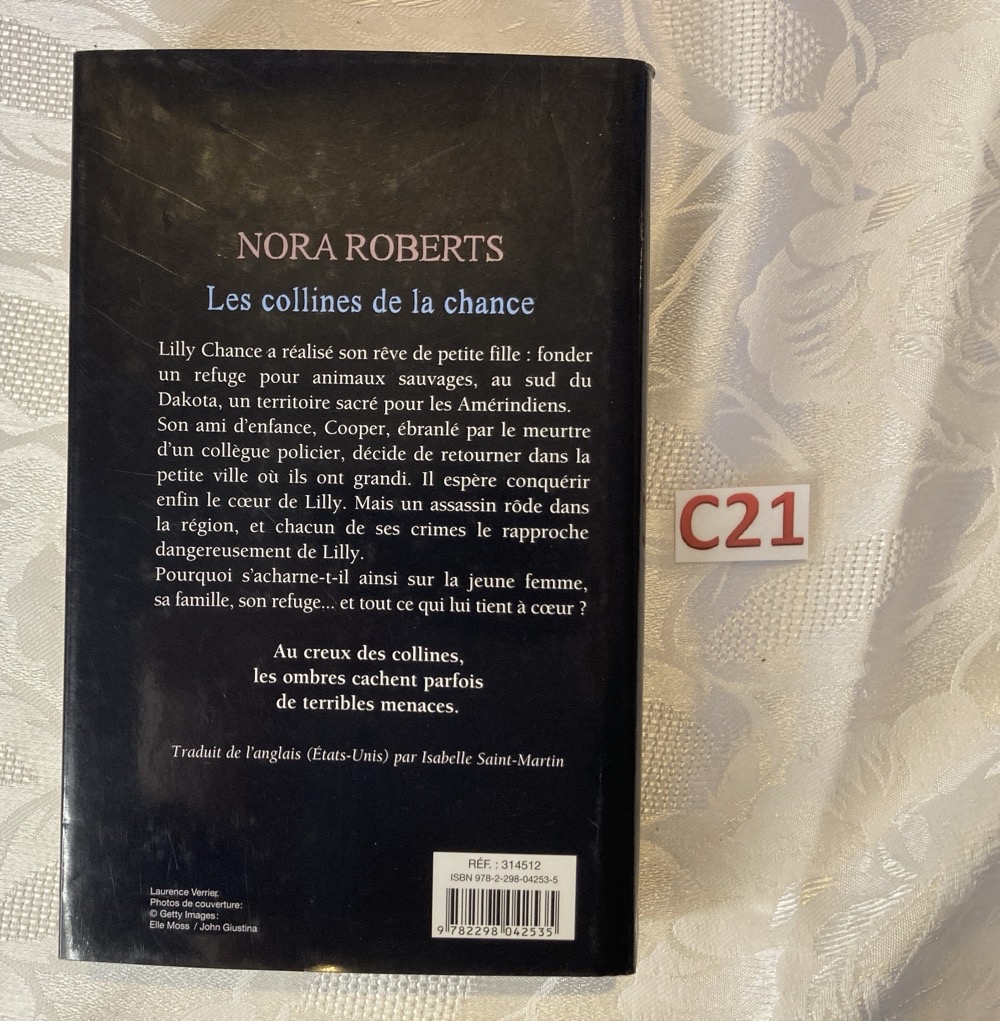 NORA ROBERTS
Les collines de la chance
Lilly Chance a réalisé son rêve de petite fille : fonder
un refuge pour animaux sauvages, au sud du
Dakota, un territoire sacré pour les Amérindiens.
Son ami d'enfance, Cooper, ébranlé par le meurtre
d'un collègue policier, décide de retourner dans la
petite ville où ils ont grandi. Il espère conquérir
enfin le cœur de Lilly. Mais un assassin rôde dans
la région, et chacun de ses crimes le rapproche
dangereusement de Lilly.
Pourquoi s'acharne-t-il ainsi sur la jeune femme,
sa famille, son refuge... et tout ce qui lui tient à cœur ?
Au creux des collines,
les ombres cachent parfois
de terribles menaces.
Traduit de l'anglais (États-Unis) par Isabelle Saint-Martin
Laurence Verrier
Photos de couverture:
© Getty Images:
Elle Moss / John Giustina
RÉF. : 314512
ISBN 978-2-298-04253-5
9 782298 042535
C21